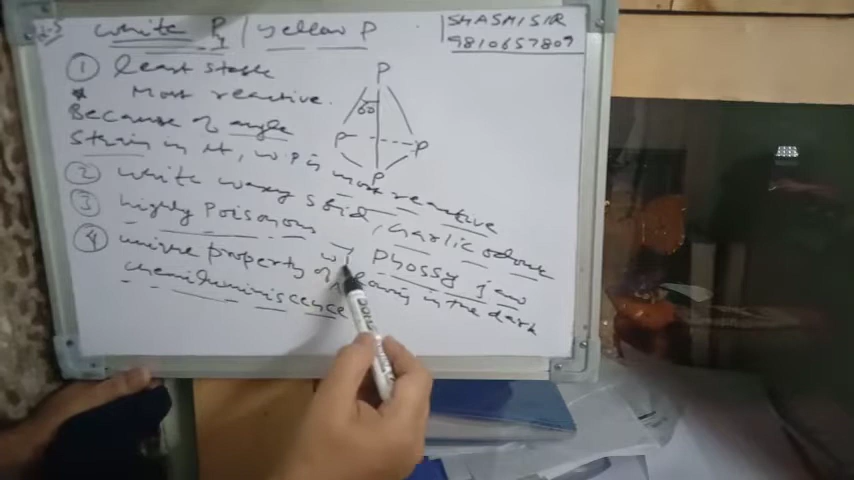 White P4 / Yellow P
SHASHI SIR
9810657809
① least stable
* Most reactive.
Because of angle
strain in it, W.P is most reactive
② White waxy solid, Garlic odour
③ highly Poisonous → Phossy jaw
④ unique property of W.P glowing in the dark
chemiluminiscence
P
60
P
P
P